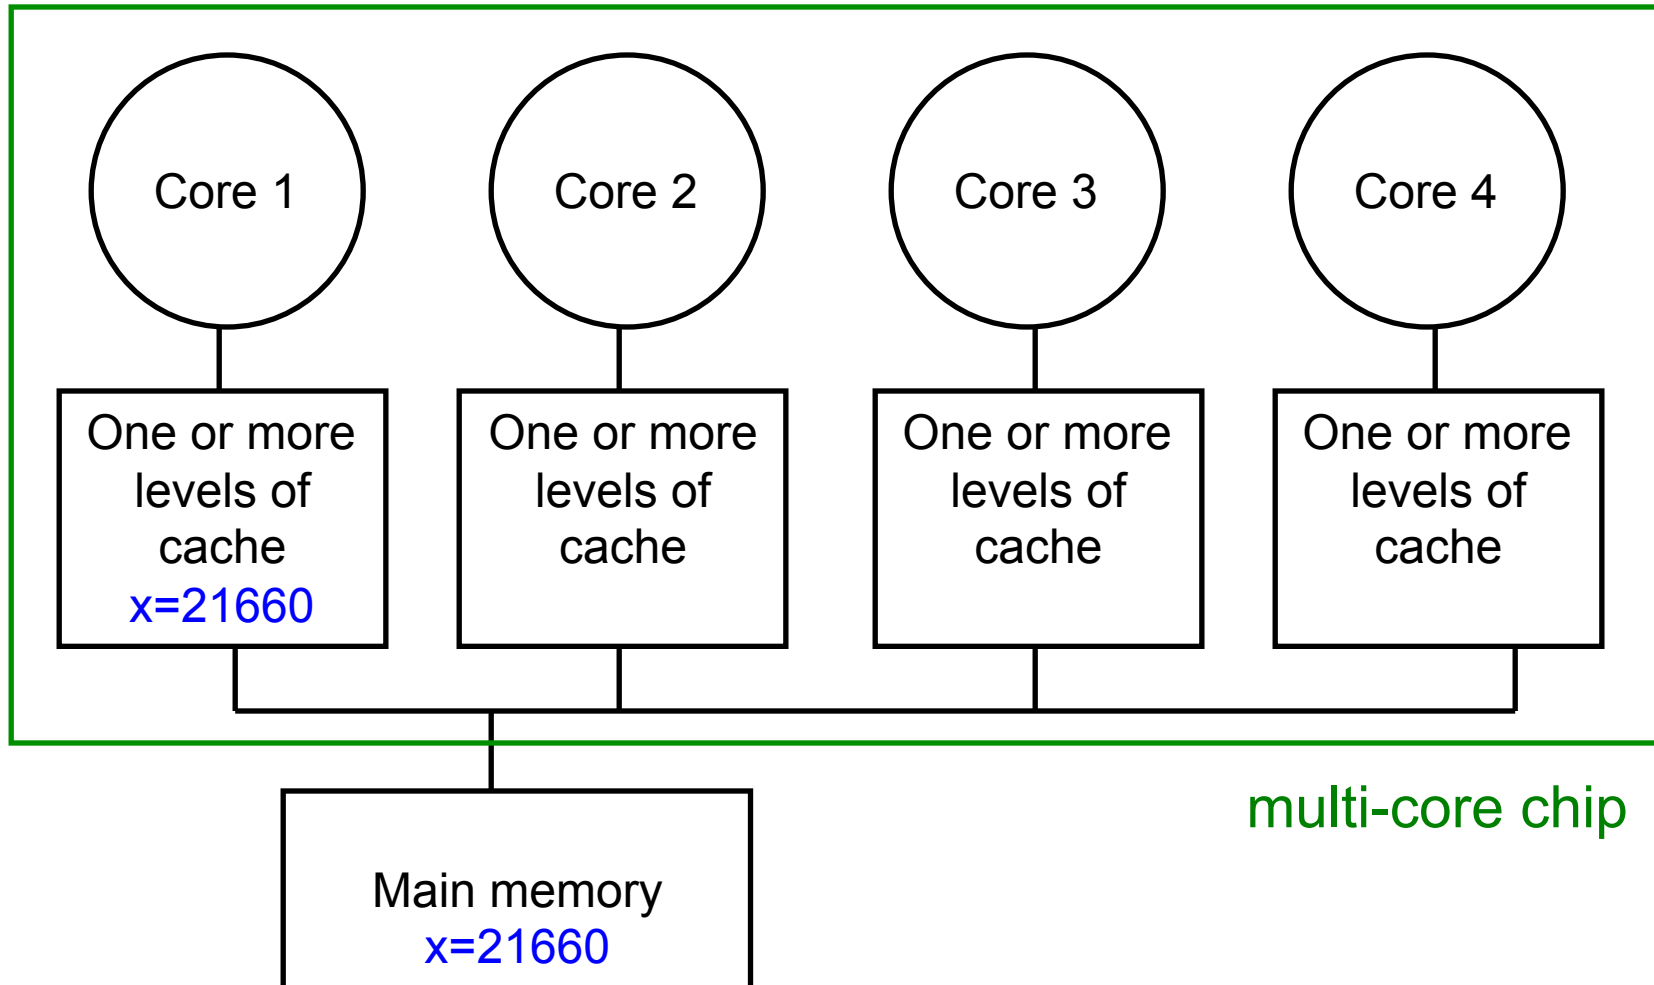 Core 1
Core 2
Core 3
Core 4
One or more
levels of
cache
x=21660
One or more
levels of
cache
One or more
levels of
cache
One or more
levels of
cache
multi-core chip
Main memory
x=21660